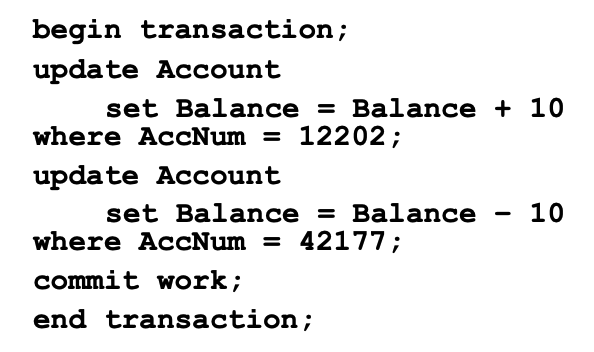 begin transaction;
update Account
set Balance = Balance + 10
where AccNum = 12202;
update Account
set Balance = Balance – 10
where AccNum = 42177;
commit work;
end transaction;